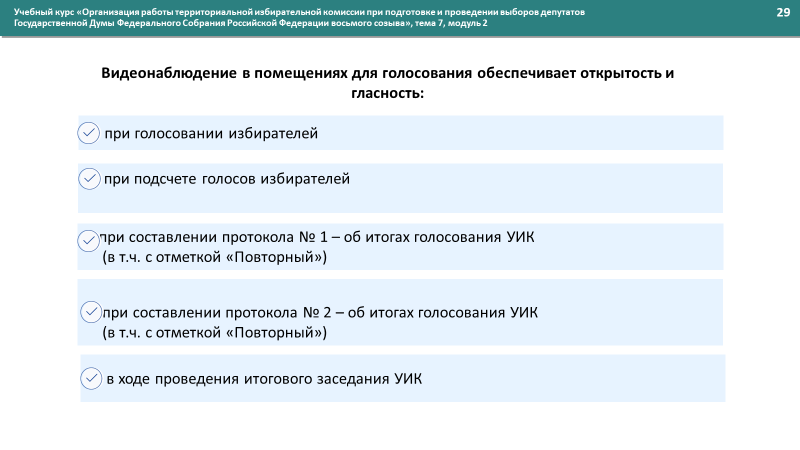 Учебный курс «Организация работы территориальной избирательной комиссии при подготовке и проведении выборов депутатов
Государственной Думы Федерального Собрания Российской Федерации восьмого созыва», тема 7, модуль 2
29
Видеонаблюдение в помещениях для голосования обеспечивает открытость и
гласность:
при голосовании избирателей
при подсчете голосов избирателей
при составлении протокола № 1 – об итогах голосования УИК
(в т.ч. с отметкой «Повторный»)
при составлении протокола № 2 – об итогах голосования УИК
(в т.ч. с отметкой «Повторный»)
в ходе проведения итогового заседания УИК